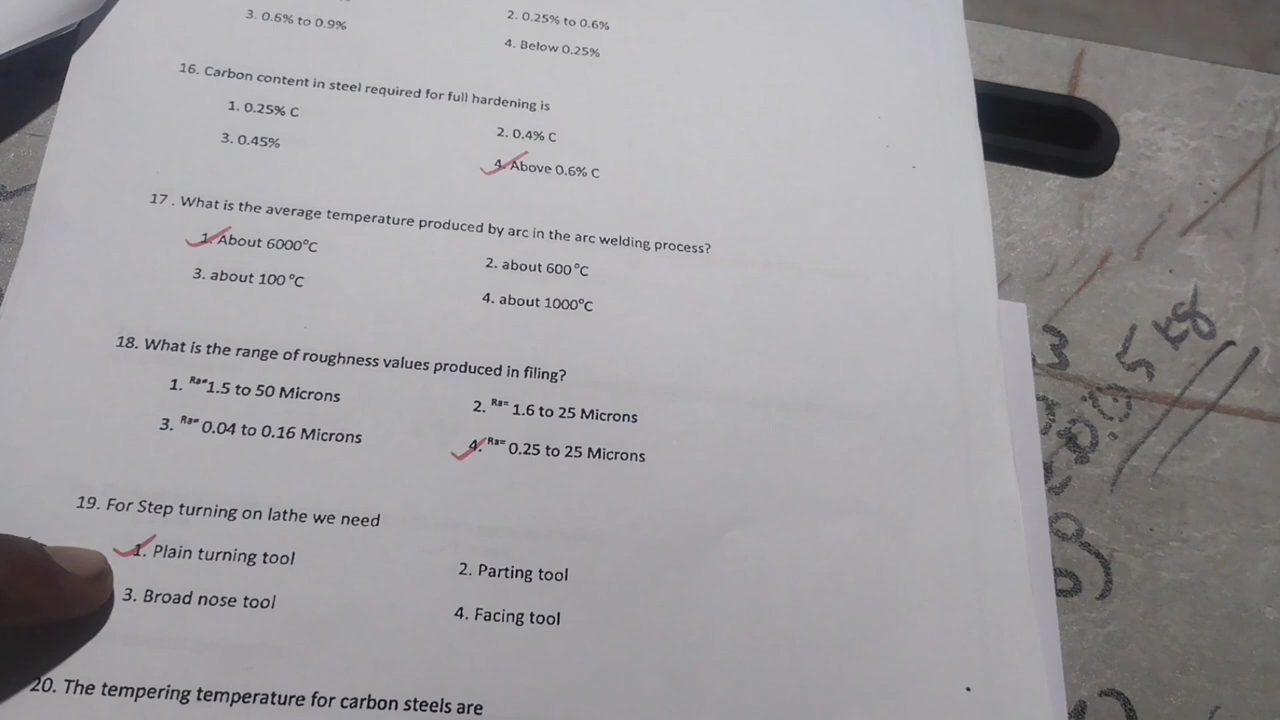 3. 0.6% to 0.9%
2. 0.25% to 0.6%
4. Below 0.25%
16. Carbon content in steel required for full hardening is
1. 0.25% C
2. 0.4% C
3. 0.45%
4. Above 0.6% C
17. What is the average temperature produced by arc in the arc welding process?
1. About 6000°C
2. about 600°C
3. about 100°C
4. about 1000°C
18. What is the range of roughness values produced in filing?
1. Ra= 1.5 to 50 Microns
2. Ra= 1.6 to 25 Microns
3. Ra= 0.04 to 0.16 Microns
4. Ra= 0.25 to 25 Microns
19. For Step turning on lathe we need
1. Plain turning tool
2. Parting tool
3. Broad nose tool
4. Facing tool
20. The tempering temperature for carbon steels are